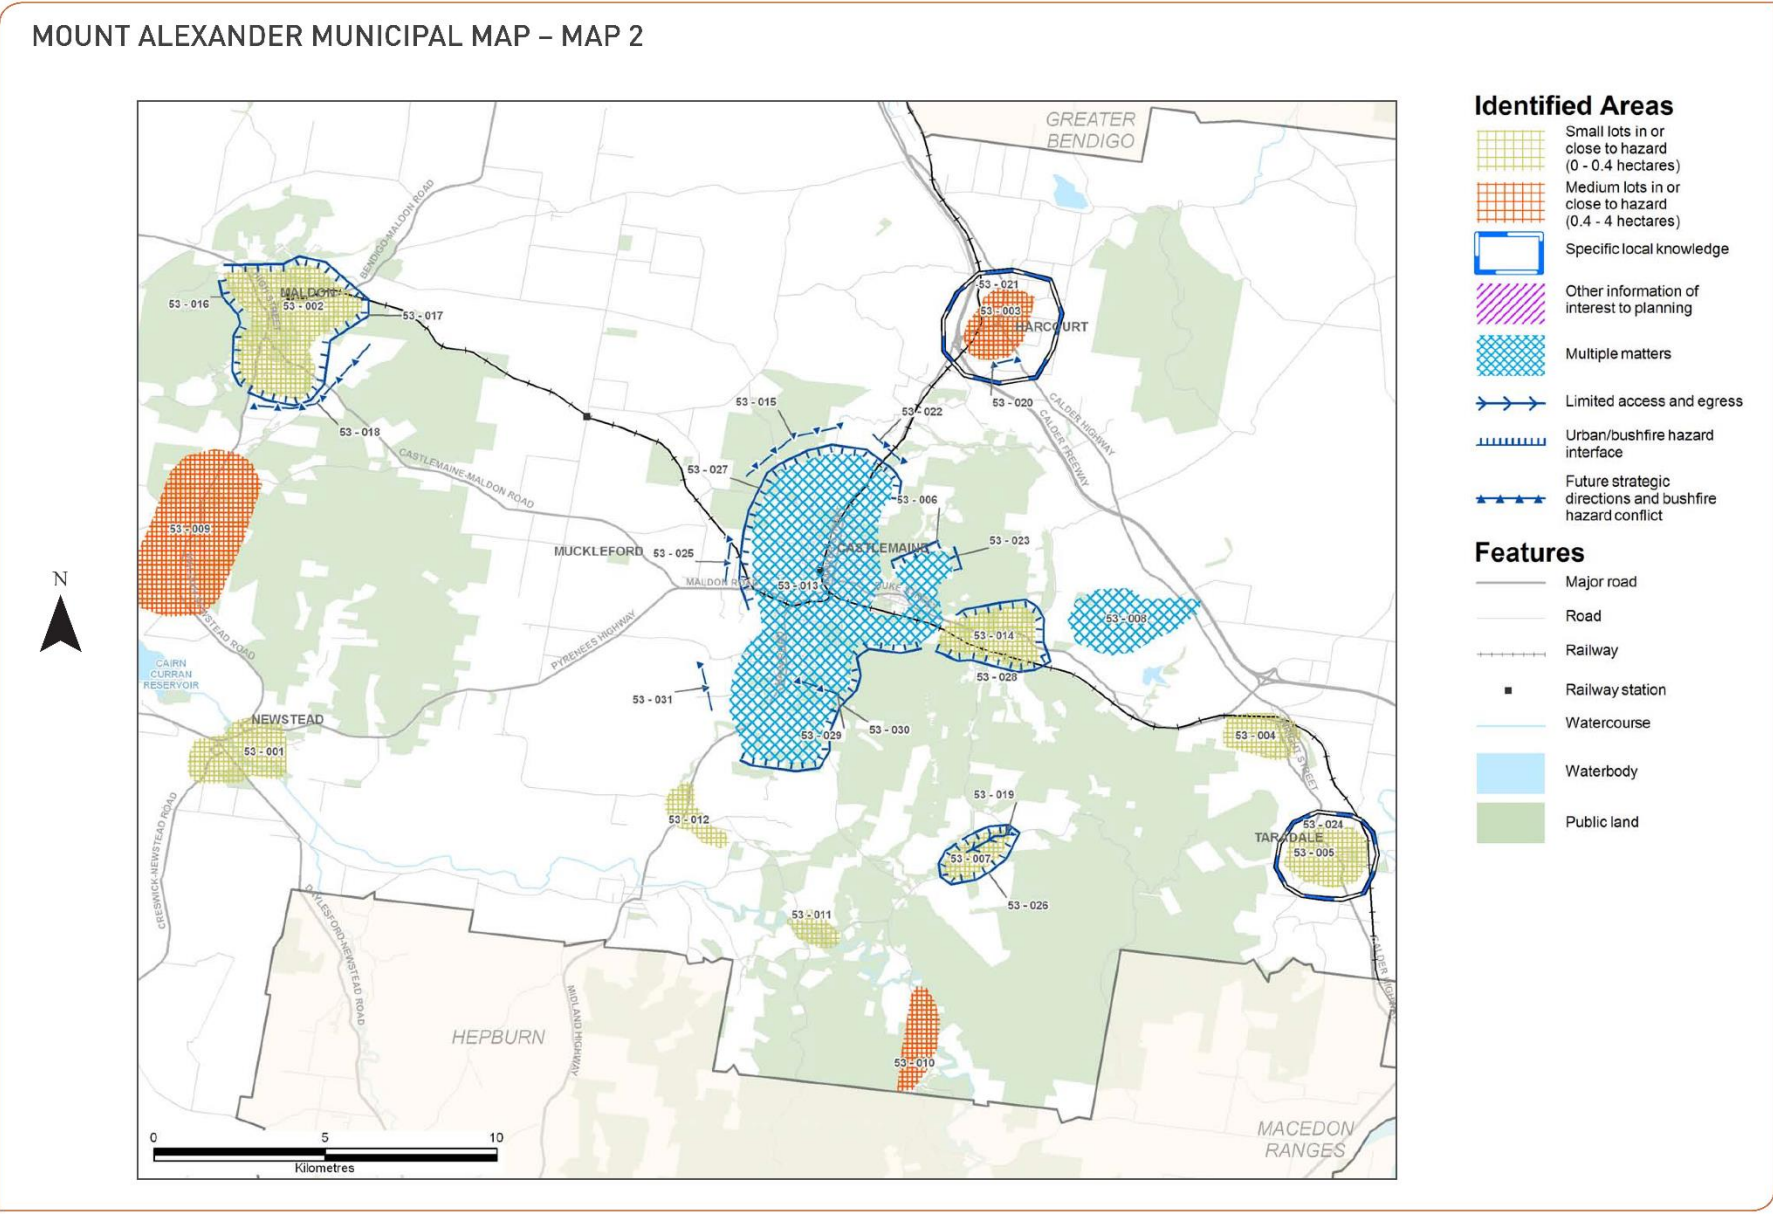 MOUNT ALEXANDER MUNICIPAL MAP – MAP 2
GREATER
BENDIGO
BENDIGO-MALDON ROAD
HIGH STREET
MALDON
53 - 016
53 - 002
53 - 017
53 - 021
53 - 003
HARCOURT
53 - 020
CALDER HIGHWAY
CALDER FREEWAY
53 - 015
53 - 022
53 - 018
CASTLEMAINE-MALDON ROAD
53 - 027
53 - 006
53 - 009
MUCKLEFORD
53 - 025
CASTLEMAINE
53 - 023
MALDON ROAD
53 - 013
PYRENEES HIGHWAY
53 - 014
53 - 008
53 - 028
CAIRN
CURRAN
RESERVOIR
53 - 031
NEWSTEAD
53 - 001
53 - 029
53 - 030
53 - 004
53 - 019
53 - 012
53 - 024
TARADALE
53 - 005
53 - 007
53 - 026
53 - 011
CRESWICK-NEWSTEAD ROAD
DAYLESFORD-NEWSTEAD ROAD
MIDLAND HIGHWAY
HEPBURN
53 - 010
MACEDON
RANGES
N
0 5 10
Kilometres
Identified Areas
Small lots in or
close to hazard
(0 - 0.4 hectares)
Medium lots in or
close to hazard
(0.4 - 4 hectares)
Specific local knowledge
Other information of
interest to planning
Multiple matters
Limited access and egress
Urban/bushfire hazard
interface
Future strategic
directions and bushfire
hazard conflict
Features
Major road
Road
Railway
Railway station
Watercourse
Waterbody
Public land